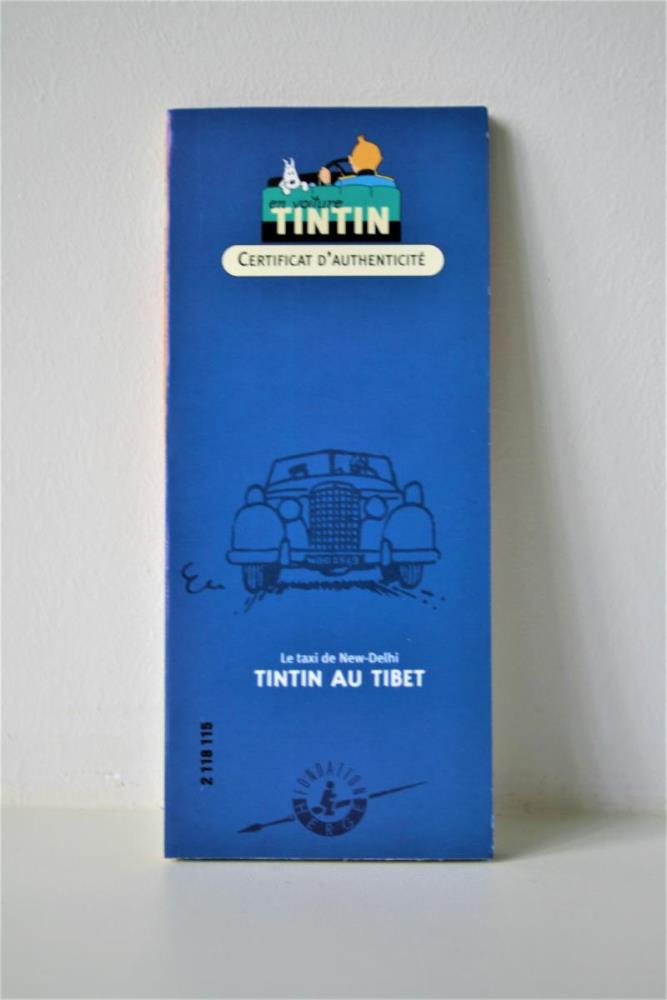 en voiture
TINTIN
CERTIFICAT D'AUTHENTICITÉ
Le taxi de New-Delhi
TINTIN AU TIBET
2 118 115
FONDATION
HERGÉ